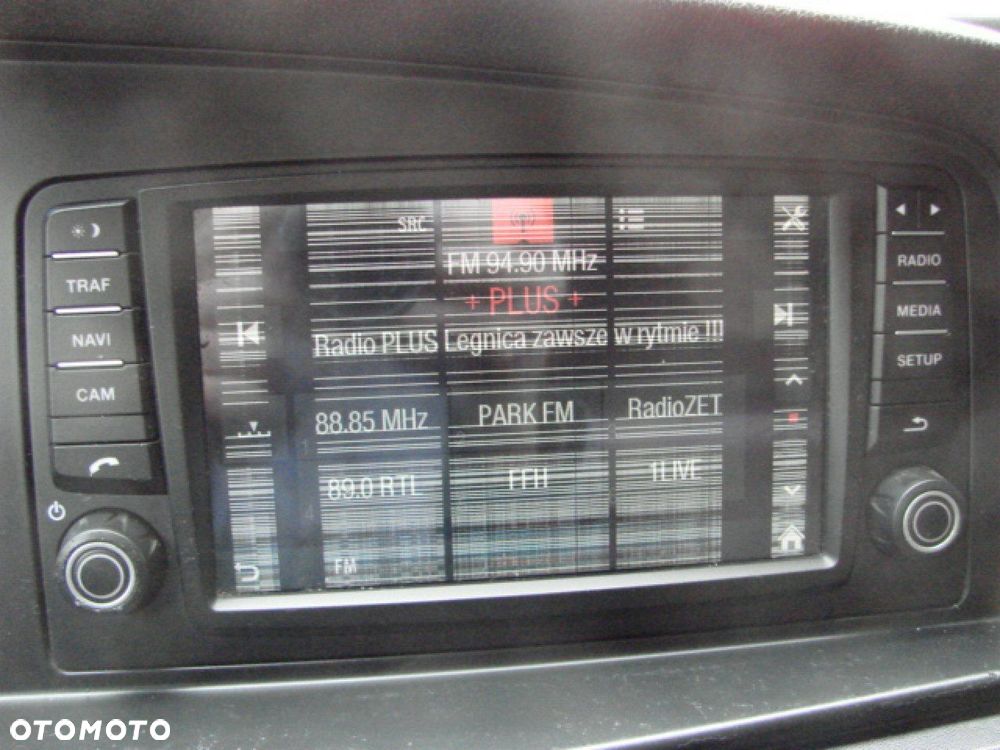 SRC
FM 94.90 MHz
+ PLUS +
Radio PLUS Legnica zawsze w rytmie !!!
88.85 MHz PARK FM RadioZET
89.0 RTL FFH 1LIVE
FM
TRAF
NAVI
CAM
RADIO
MEDIA
SETUP
OTOMOTO